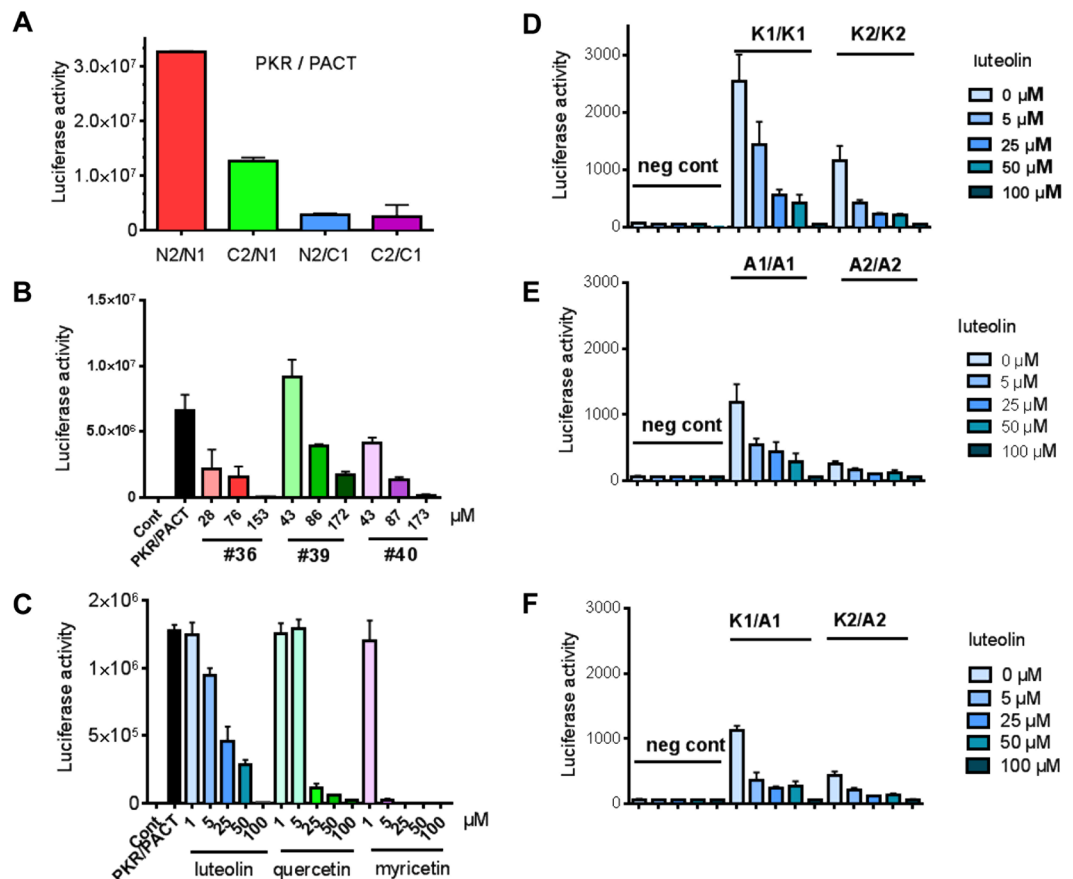 A
PKR / PACT
Luciferase activity
3.0×10⁷
2.0×10⁷
1.0×10⁷
0
N2/N1 C2/N1 N2/C1 C2/C1
B
Luciferase activity
1.5×10⁷
1.0×10⁷
5.0×10⁶
0
Cont PKR/PACT 28 76 153 43 86 172 43 87 173 µM
#36 #39 #40
C
Luciferase activity
2×10⁶
1×10⁶
5×10⁵
0
Cont PKR/PACT 1 5 25 50 100 1 5 25 50 100 1 5 25 50 100 µM
luteolin quercetin myricetin
D
K1/K1 K2/K2
Luciferase activity
3000
2000
1000
0
neg cont
luteolin
0 µM
5 µM
25 µM
50 µM
100 µM
E
A1/A1 A2/A2
Luciferase activity
3000
2000
1000
0
neg cont
luteolin
0 µM
5 µM
25 µM
50 µM
100 µM
F
K1/A1 K2/A2
Luciferase activity
3000
2000
1000
0
neg cont
luteolin
0 µM
5 µM
25 µM
50 µM
100 µM